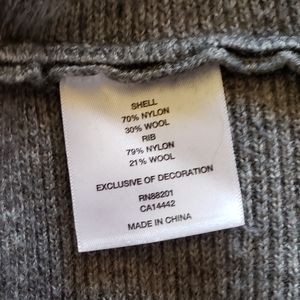 SHELL
70% NYLON
30% WOOL
RIB
79% NYLON
21% WOOL
EXCLUSIVE OF DECORATION
RN88201
CA14442
MADE IN CHINA